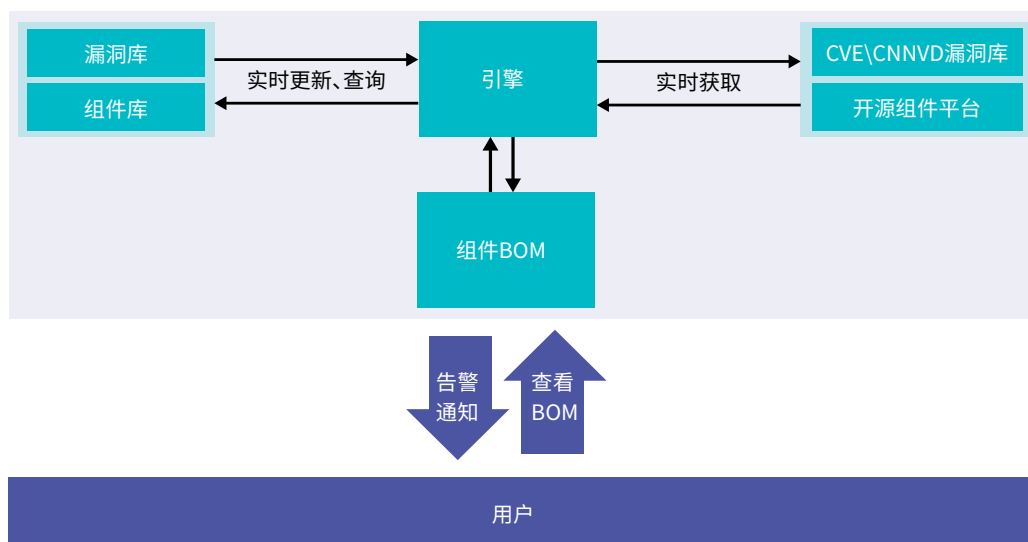 漏洞库
组件库
实时更新、查询
引擎
实时获取
CVE\CNNVD漏洞库
开源组件平台
组件BOM
告警
通知
查看
BOM
用户